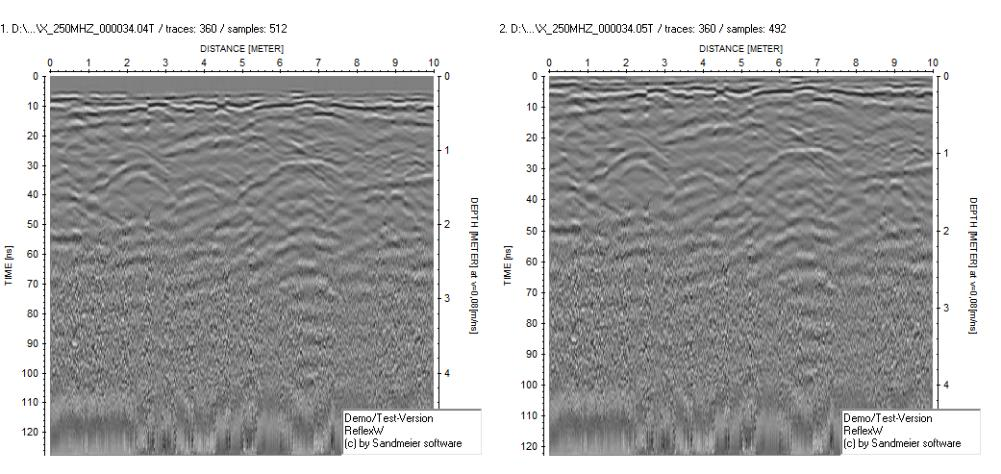 1. D:\...\X_250MHZ_000034.04T / traces: 360 / samples: 512
DISTANCE [METER]
0 1 2 3 4 5 6 7 8 9 10
0
10
20
30
40
50
60
70
80
90
100
110
120
TIME [ns]
0
1
2
3
4
DEPTH [METER] at v=0.08[m/ns]
Demo/Test-Version
ReflexW
(c) by Sandmeier software
2. D:\...\X_250MHZ_000034.05T / traces: 360 / samples: 492
DISTANCE [METER]
0 1 2 3 4 5 6 7 8 9 10
0
10
20
30
40
50
60
70
80
90
100
110
120
TIME [ns]
0
1
2
3
4
DEPTH [METER] at v=0.08[m/ns]
Demo/Test-Version
ReflexW
(c) by Sandmeier software